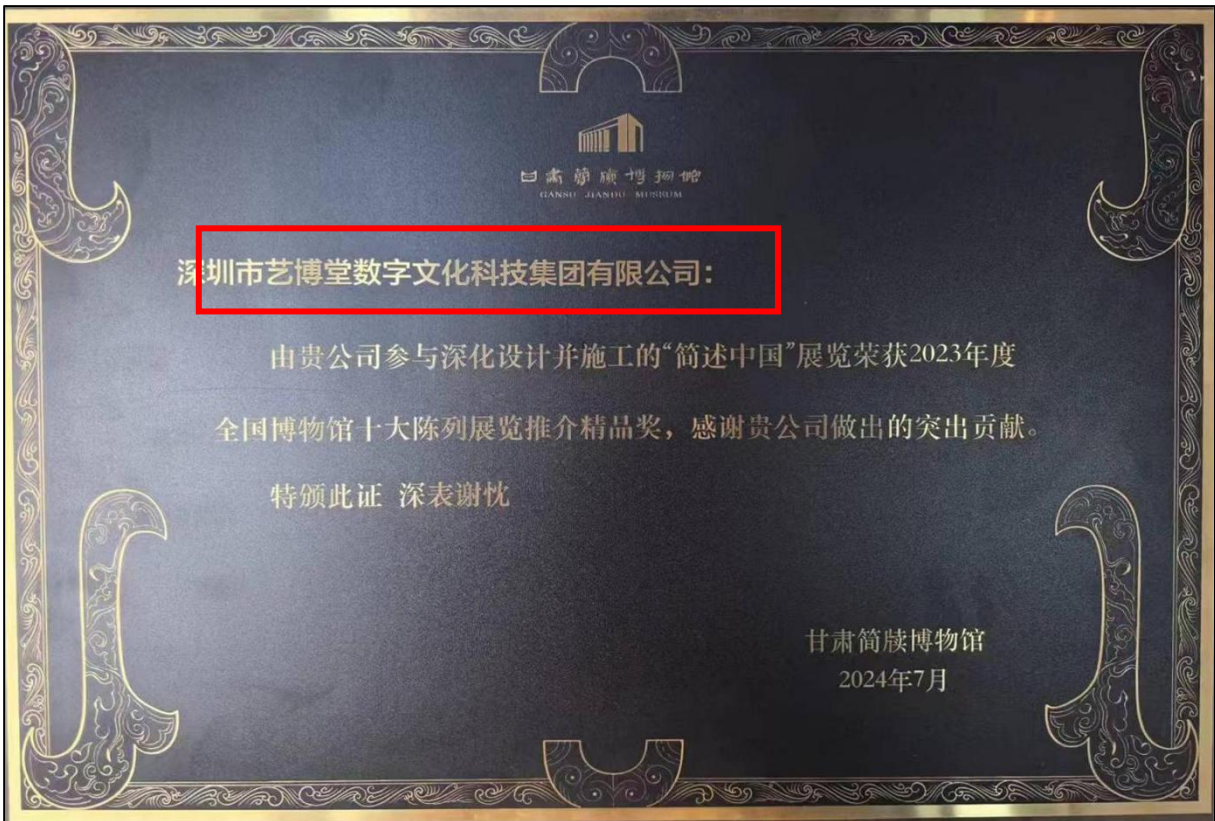 甘肃简牍博物馆
GANSU JIANDU MUSEUM
深圳市艺博堂数字文化科技集团有限公司：
由贵公司参与深化设计并施工的“简述中国”展览荣获2023年度
全国博物馆十大陈列展览推介精品奖，感谢贵公司做出的突出贡献。
特颁此证 深表谢忱
甘肃简牍博物馆
2024年7月